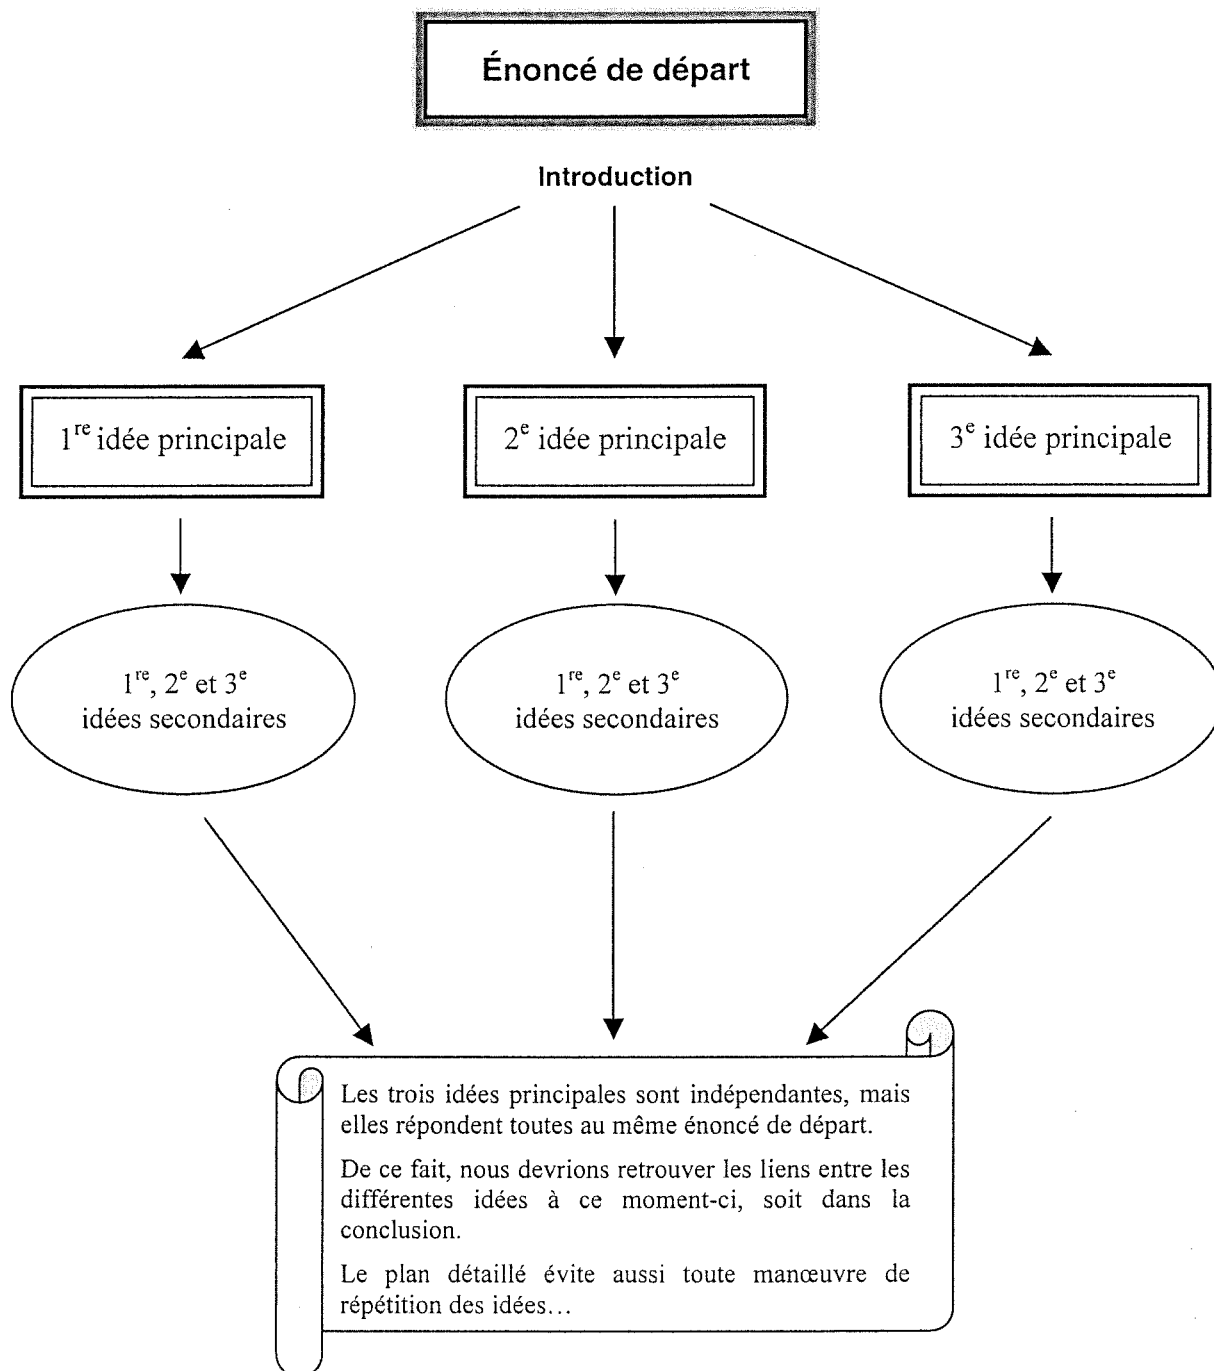 Énoncé de départ
Introduction
1re idée principale
2e idée principale
3e idée principale
1re, 2e et 3e
idées secondaires
1re, 2e et 3e
idées secondaires
1re, 2e et 3e
idées secondaires
Les trois idées principales sont indépendantes, mais
elles répondent toutes au même énoncé de départ.
De ce fait, nous devrions retrouver les liens entre les
différentes idées à ce moment-ci, soit dans la
conclusion.
Le plan détaillé évite aussi toute manœuvre de
répétition des idées…